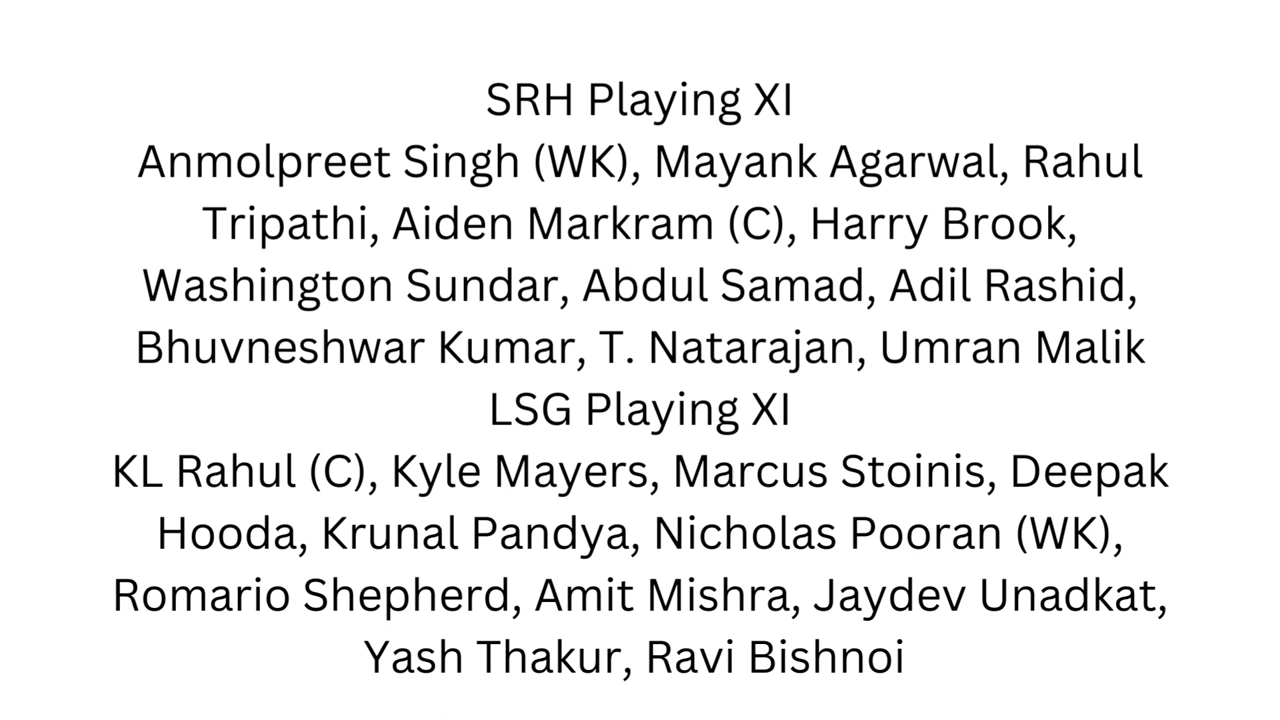 SRH Playing XI
Anmolpreet Singh (WK), Mayank Agarwal, Rahul
Tripathi, Aiden Markram (C), Harry Brook,
Washington Sundar, Abdul Samad, Adil Rashid,
Bhuvneshwar Kumar, T. Natarajan, Umran Malik
LSG Playing XI
KL Rahul (C), Kyle Mayers, Marcus Stoinis, Deepak
Hooda, Krunal Pandya, Nicholas Pooran (WK),
Romario Shepherd, Amit Mishra, Jaydev Unadkat,
Yash Thakur, Ravi Bishnoi